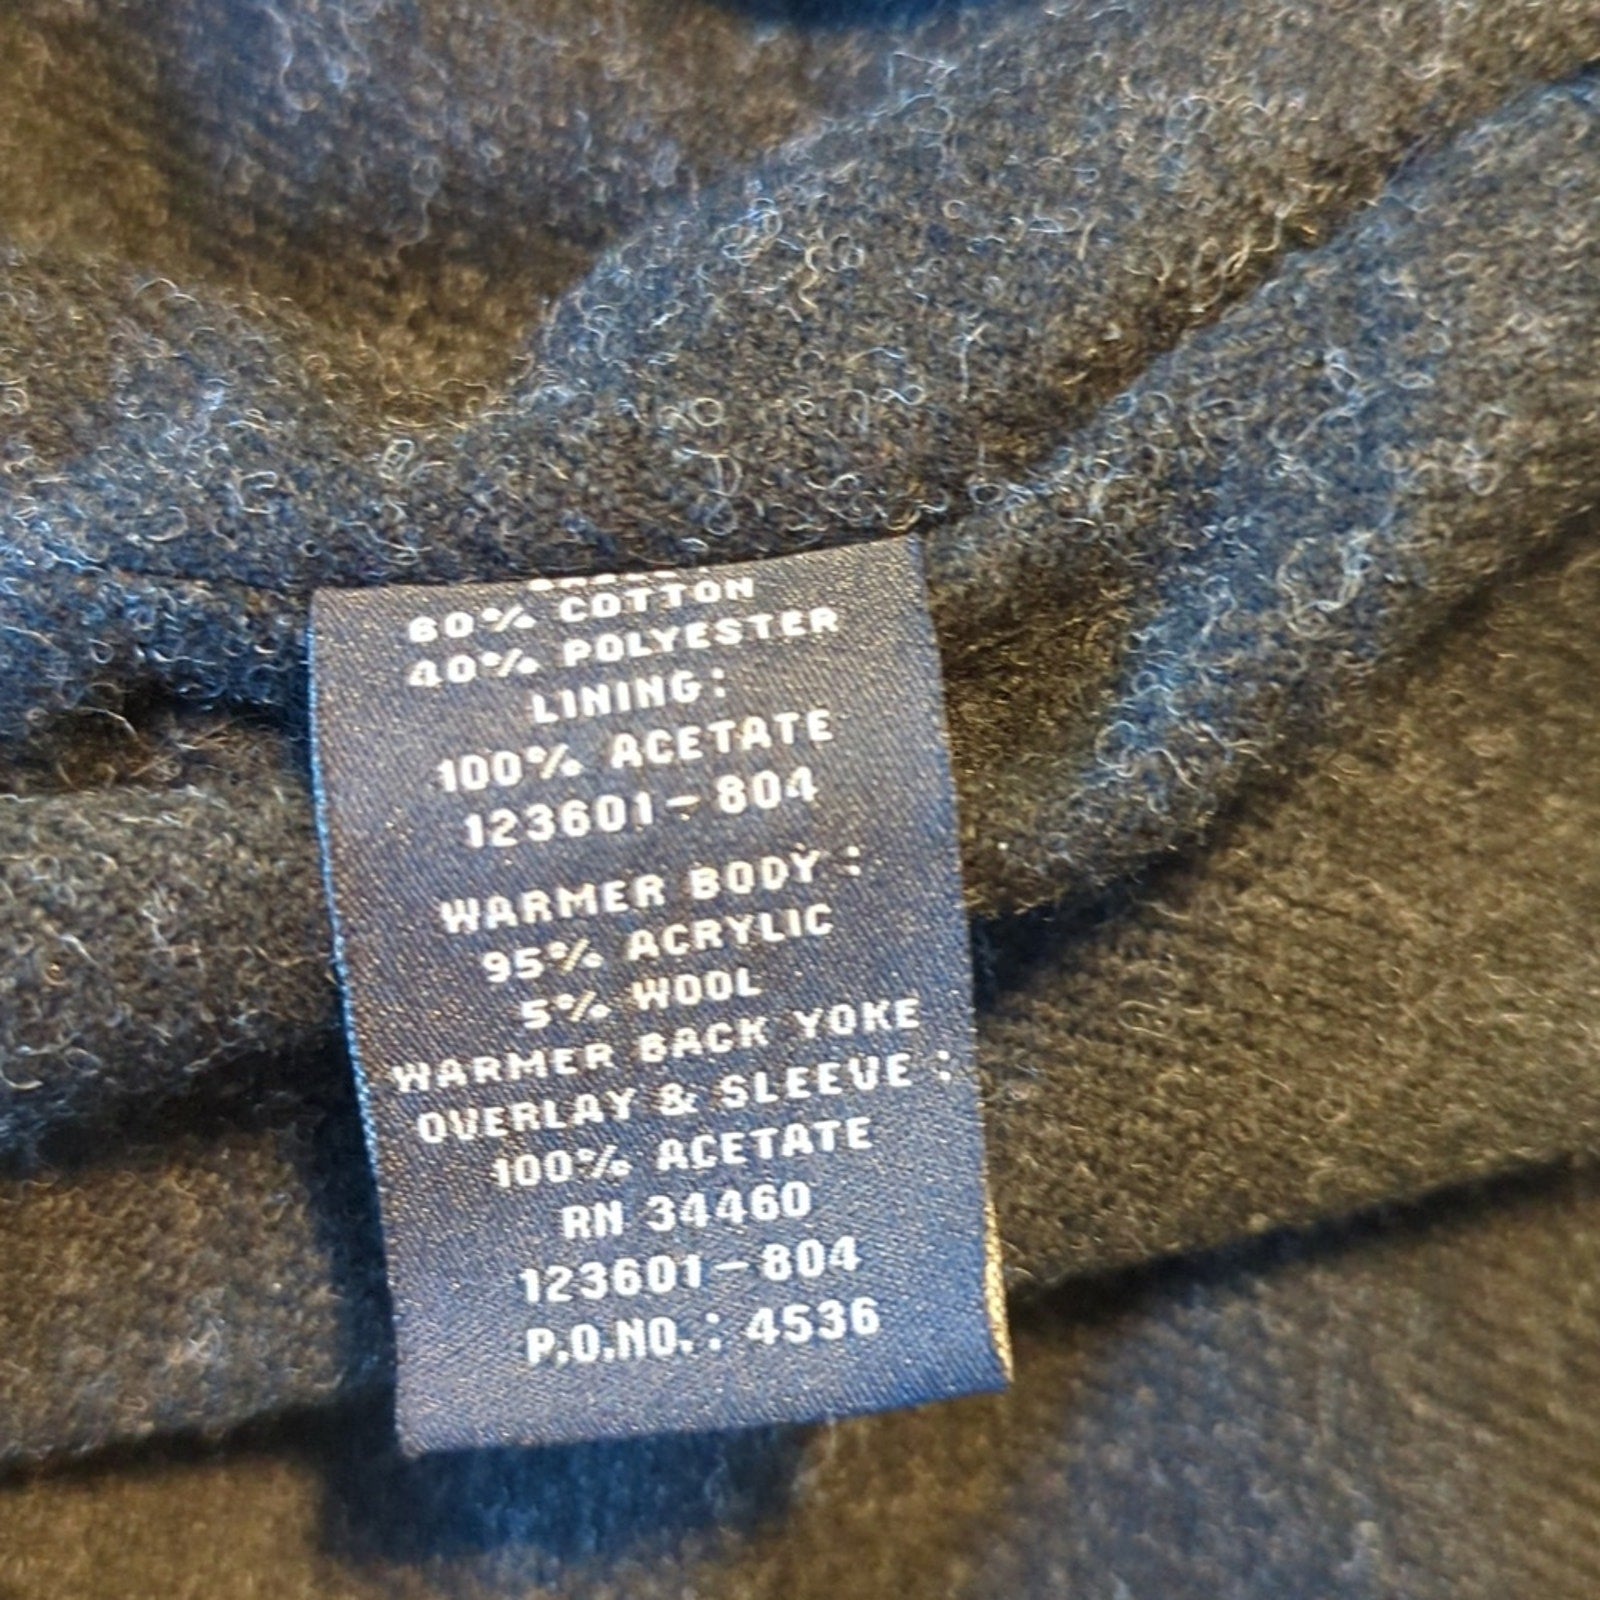 60% COTTON
40% POLYESTER
LINING:
100% ACETATE
123601-804
WARMER BODY:
95% ACRYLIC
5% WOOL
WARMER BACK YOKE
OVERLAY & SLEEVE:
100% ACETATE
RN 34460
123601-804
P.O.NO.: 4536